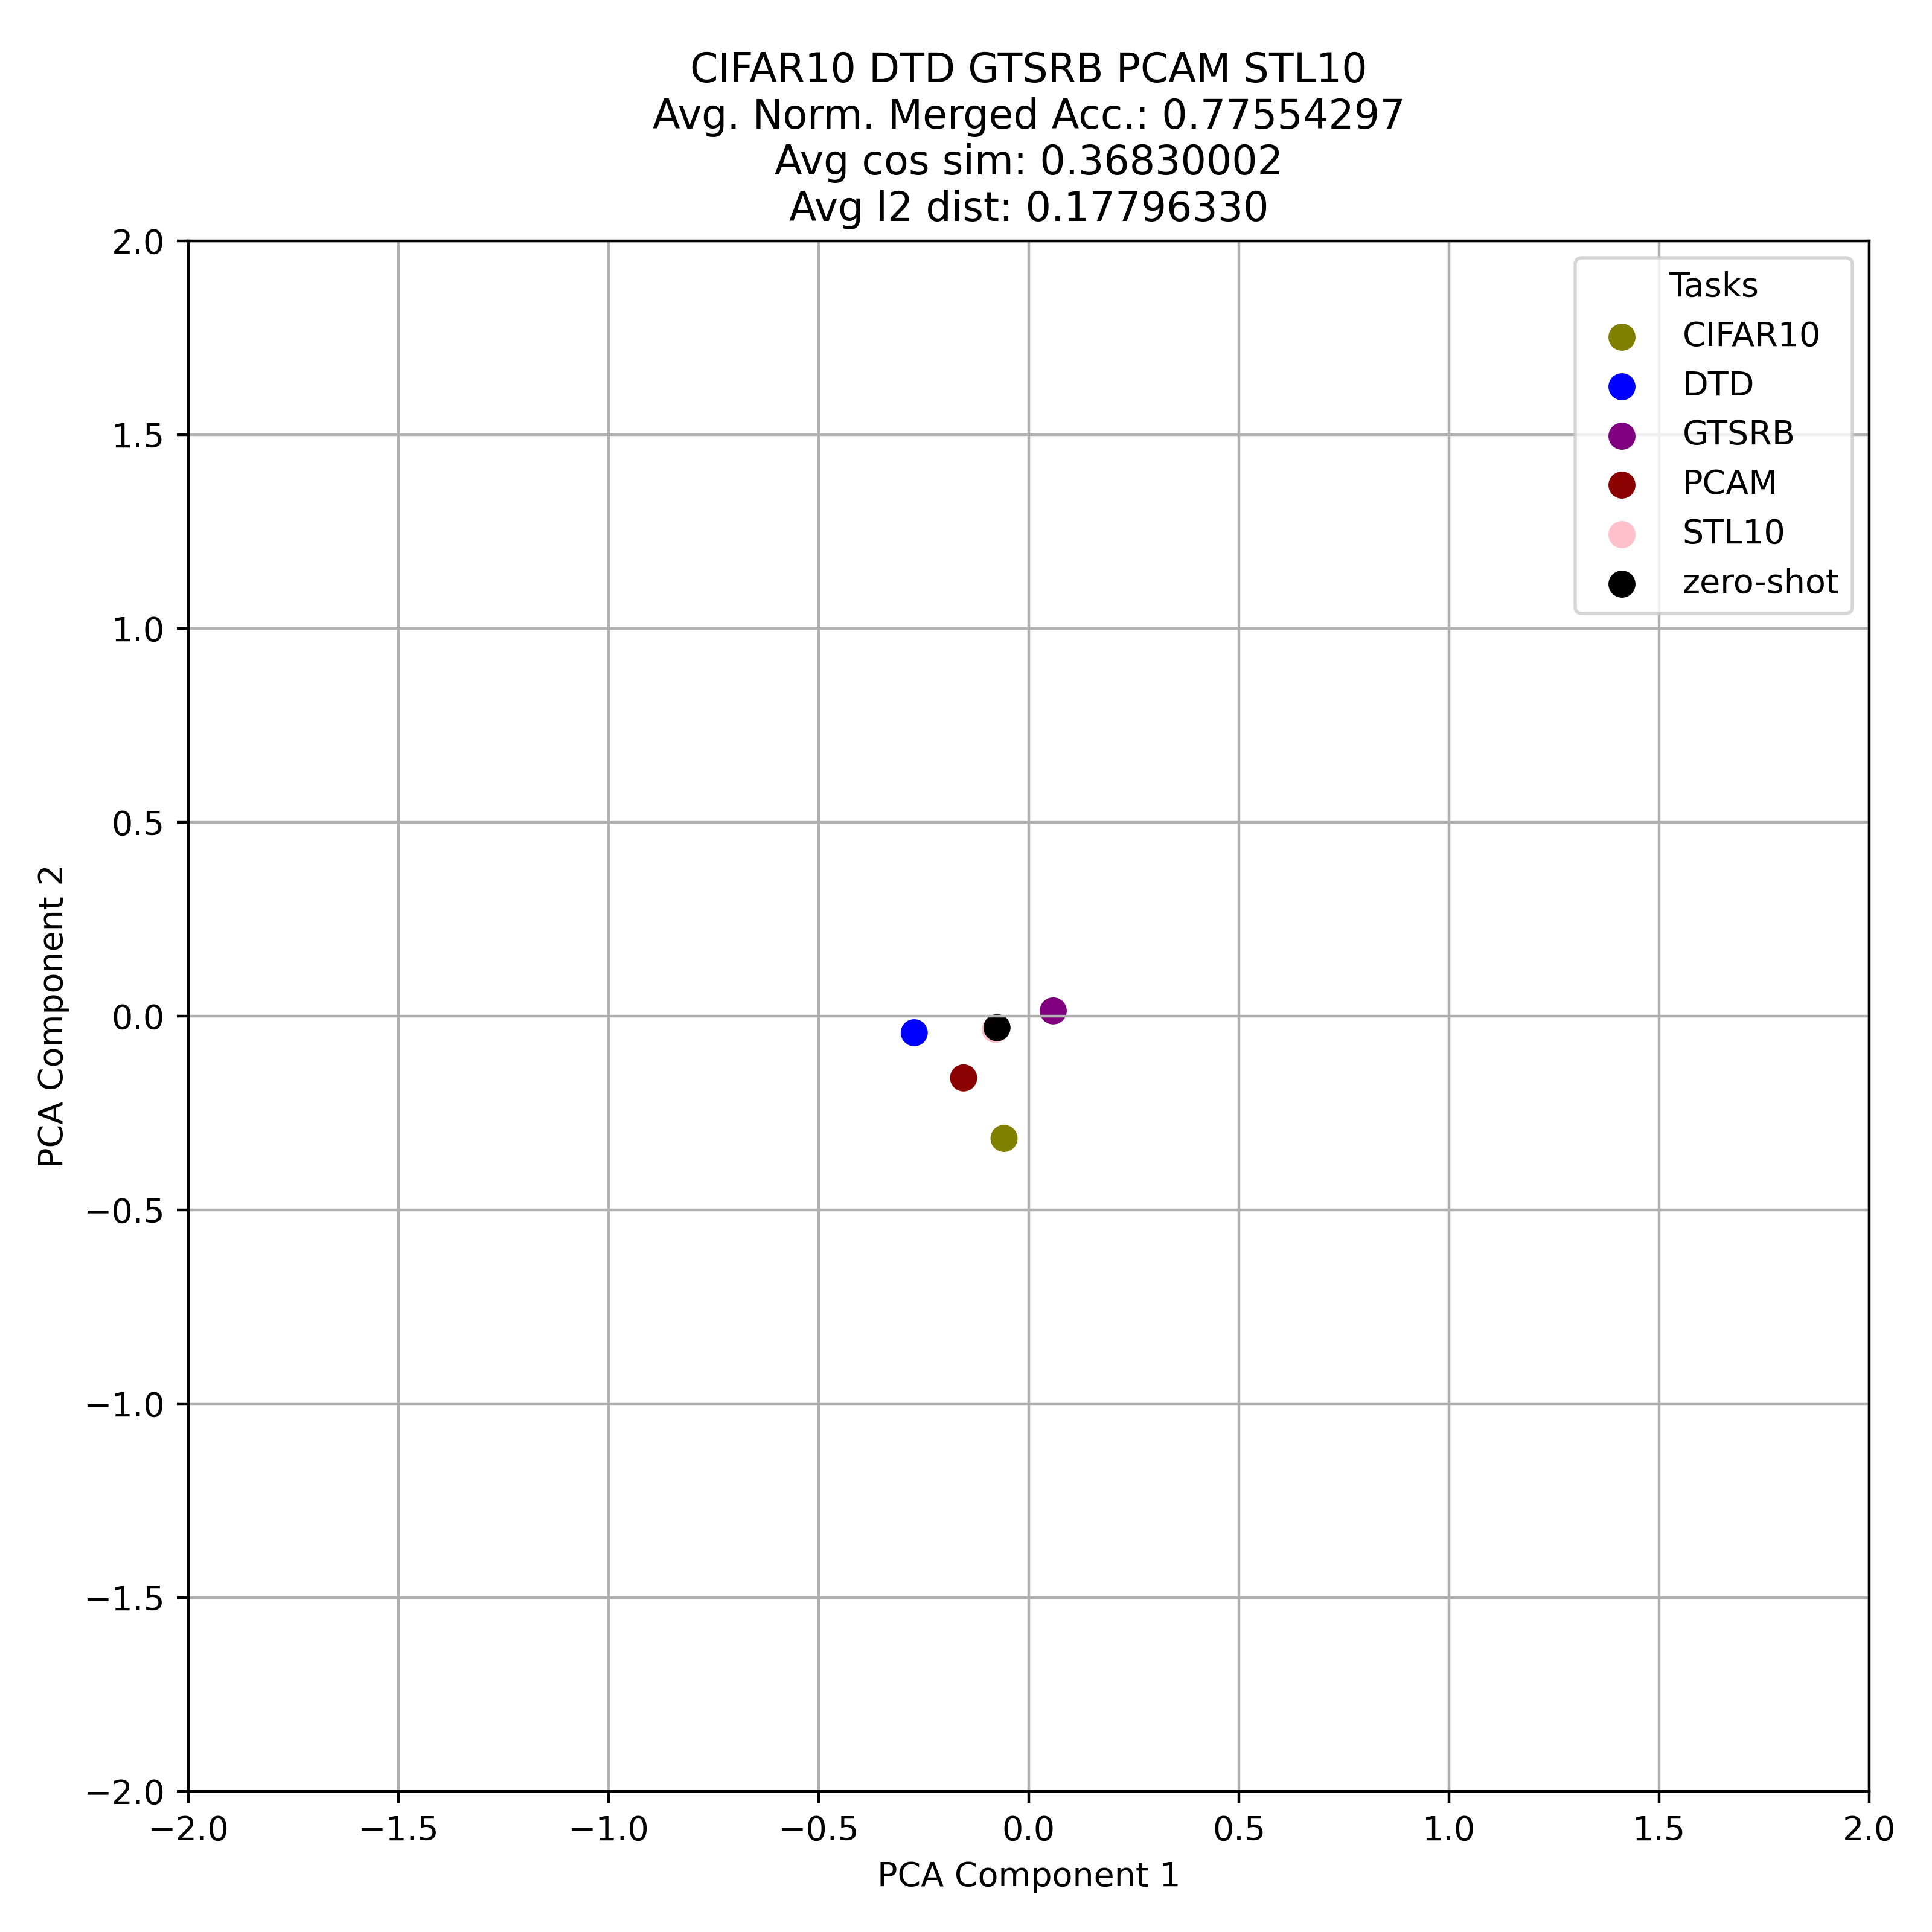 CIFAR10 DTD GTSRB PCAM STL10
Avg. Norm. Merged Acc.: 0.77554297
Avg cos sim: 0.36830002
Avg l2 dist: 0.17796330
Tasks
CIFAR10
DTD
GTSRB
PCAM
STL10
zero-shot
2.0
1.5
1.0
0.5
0.0
−0.5
−1.0
−1.5
−2.0
PCA Component 2
−2.0 −1.5 −1.0 −0.5 0.0 0.5 1.0 1.5 2.0
PCA Component 1